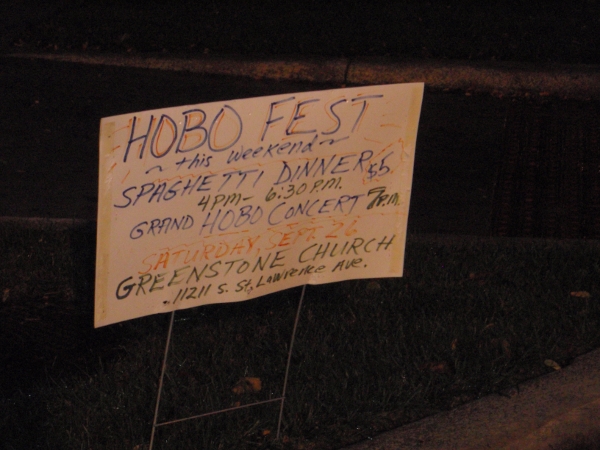 HOBO FEST
~ this weekend ~
SPAGHETTI DINNER $5
4PM - 6:30 P.M.
GRAND HOBO CONCERT 7P.M.
SATURDAY, SEPT. 26
GREENSTONE CHURCH
11211 S. St. Lawrence Ave.